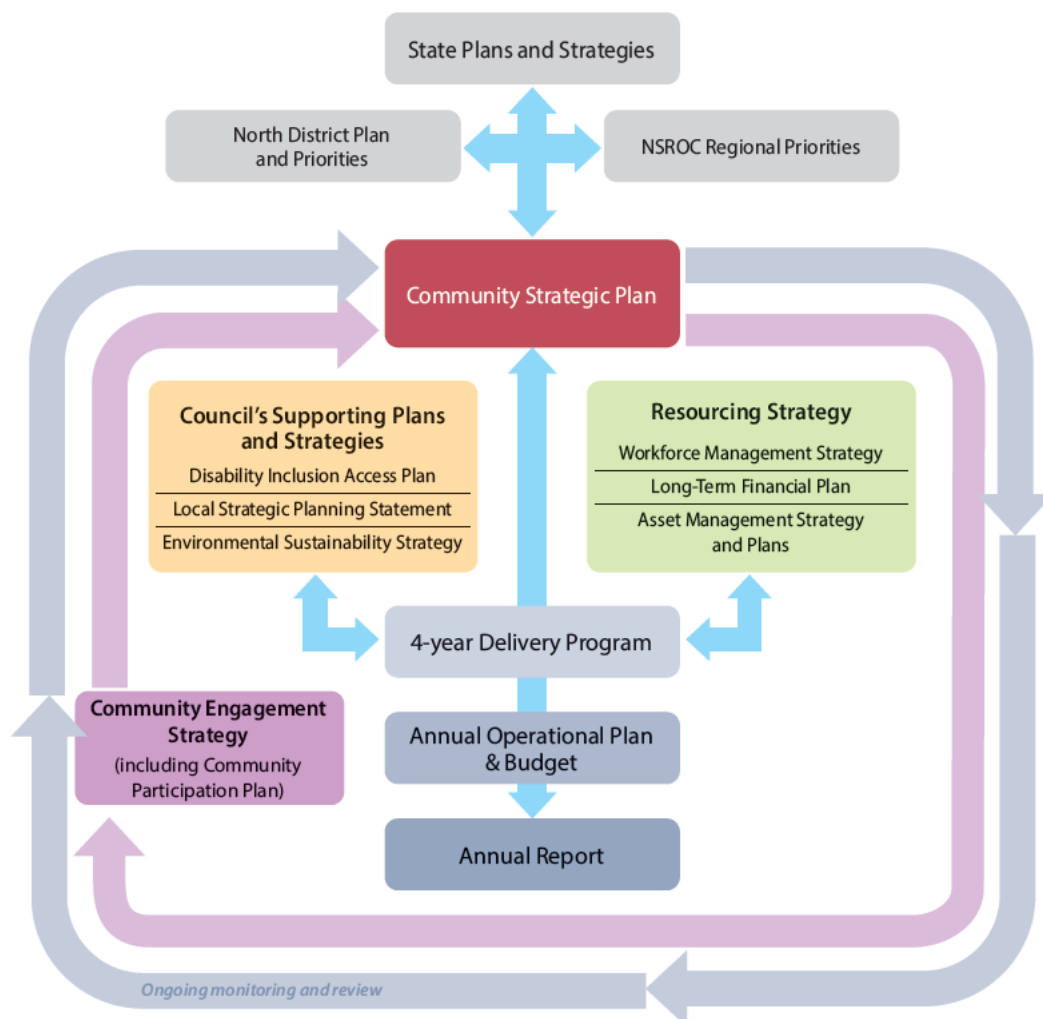 State Plans and Strategies
North District Plan
and Priorities
NSROC Regional Priorities
Community Strategic Plan
Council’s Supporting Plans
and Strategies
Disability Inclusion Access Plan
Local Strategic Planning Statement
Environmental Sustainability Strategy
Resourcing Strategy
Workforce Management Strategy
Long-Term Financial Plan
Asset Management Strategy
and Plans
4-year Delivery Program
Community Engagement
Strategy
(including Community
Participation Plan)
Annual Operational Plan
& Budget
Annual Report
Ongoing monitoring and review